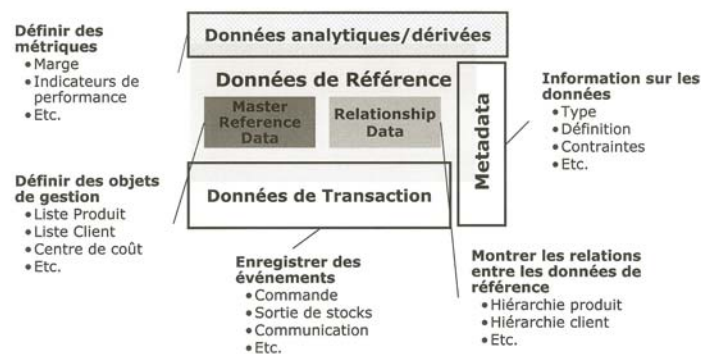 Définir des
métriques
• Marge
• Indicateurs de
performance
• Etc.
Données analytiques/dérivées
Données de Référence
Master
Reference
Data
Relationship
Data
Metadata
Données de Transaction
Information sur les
données
• Type
• Définition
• Contraintes
• Etc.
Définir des objets
de gestion
• Liste Produit
• Liste Client
• Centre de coût
• Etc.
Enregistrer des
événements
• Commande
• Sortie de stocks
• Communication
• Etc.
Montrer les relations
entre les données de
référence
• Hiérarchie produit
• Hiérarchie client
• Etc.